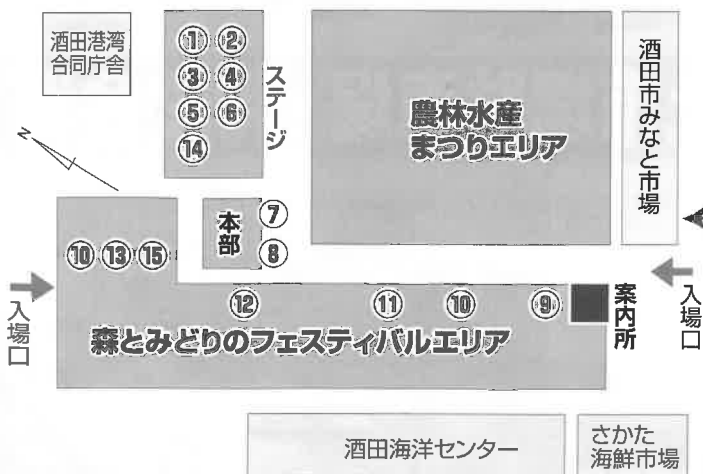 酒田港湾
合同庁舎
① ②
③ ④
⑤ ⑥
⑭
ステージ
農林水産
まつりエリア
酒田市みなと市場
N
本部
⑦
⑧
⑩ ⑬ ⑮
入場口
⑫ ⑪ ⑩ ⑨
案内所
入場口
森とみどりのフェスティバルエリア
酒田海洋センター
さかた
海鮮市場